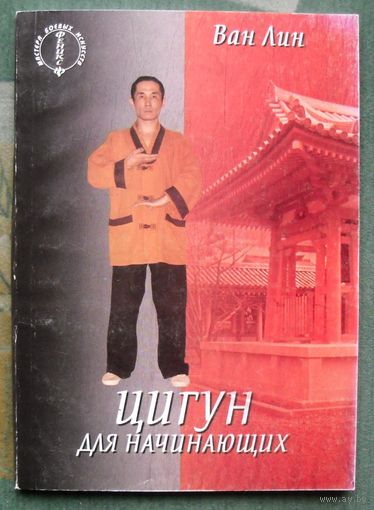 МАСТЕРА БОЕВЫХ ИСКУССТВ
ФЕНИКС
Ван Лин
ЦИГУН
ДЛЯ НАЧИНАЮЩИХ